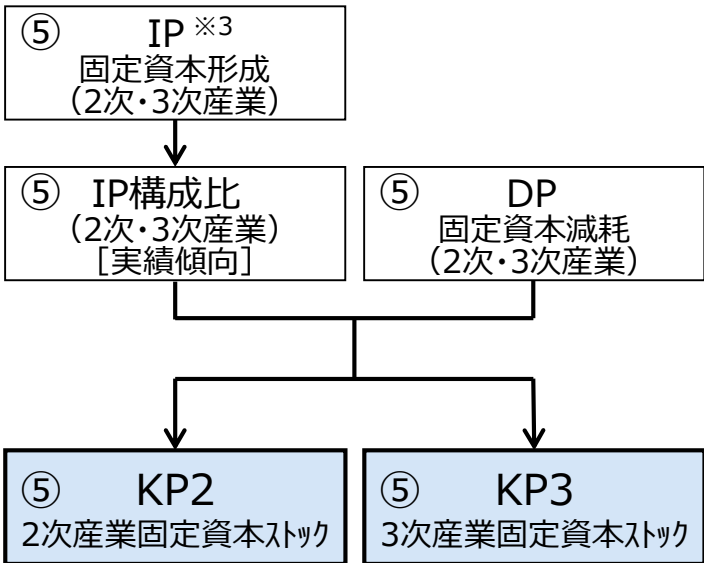 ⑤ IP ※3
固定資本形成
（2次・3次産業）
⑤ IP構成比
（2次・3次産業）
［実績傾向］
⑤ DP
固定資本減耗
（2次・3次産業）
⑤ KP2
2次産業固定資本ｽﾄｯｸ
⑤ KP3
3次産業固定資本ｽﾄｯｸ